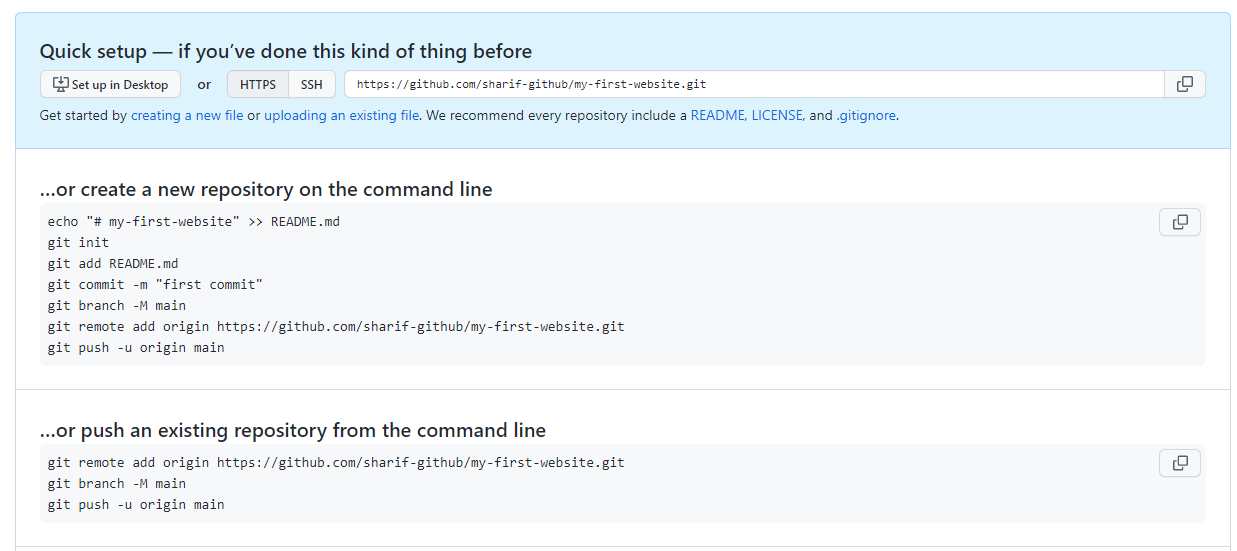 Quick setup — if you’ve done this kind of thing before
Set up in Desktop or HTTPS SSH https://github.com/sharif-github/my-first-website.git
Get started by creating a new file or uploading an existing file. We recommend every repository include a README, LICENSE, and .gitignore.
…or create a new repository on the command line
echo "# my-first-website" >> README.md
git init
git add README.md
git commit -m "first commit"
git branch -M main
git remote add origin https://github.com/sharif-github/my-first-website.git
git push -u origin main
…or push an existing repository from the command line
git remote add origin https://github.com/sharif-github/my-first-website.git
git branch -M main
git push -u origin main